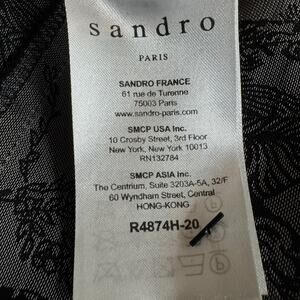 sandro
PARIS
SANDRO FRANCE
61 rue de Turenne
75003 Paris
www.sandro-paris.com
SMCP USA Inc.
10 Crosby Street, 3rd Floor
New York, New York 10013
RN132784
SMCP ASIA Inc.
The Centrium, Suite 3203A-5A, 32/F
60 Wyndham Street, Central
HONG-KONG
R4874H-20